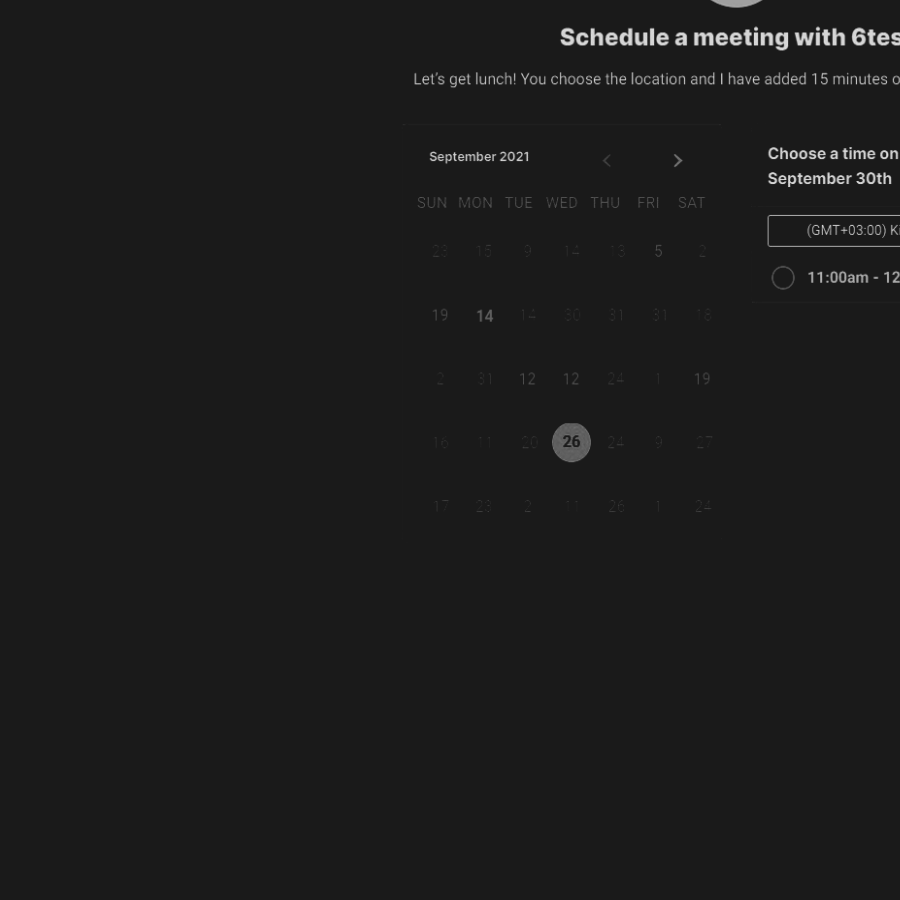 Schedule a meeting with 6tes
Let's get lunch! You choose the location and I have added 15 minutes o
September 2021
SUN MON TUE WED THU FRI SAT
23 15 9 14 13 5 2
19 14 14 30 31 31 18
2 31 12 12 24 1 19
16 11 20 26 24 9 27
17 23 2 11 26 1 24
Choose a time on
September 30th
(GMT+03:00) Ki
11:00am - 12